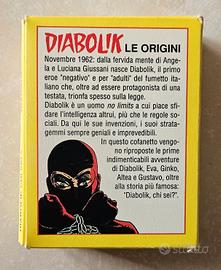 DIABOLIK LE ORIGINI
Novembre 1962: dalla fervida mente di Ange-
la e Luciana Giussani nasce Diabolik, il primo
eroe "negativo" e per "adulti" del fumetto ita-
liano che, oltre ad essere protagonista di una
testata, trionfa spesso sulla legge.
Diabolik è un uomo no limits a cui piace sfi-
dare l'intelligenza altrui, più che le regole so-
ciali. Da qui le sue invenzioni, i suoi strata-
gemmi sempre geniali e imprevedibili.
In questo cofanetto vengo-
no riproposte le prime
indimenticabili avventure
di Diabolik, Eva, Ginko,
Altea e Gustavo, oltre
alla storia più famosa:
"Diabolik, chi sei?".
subito